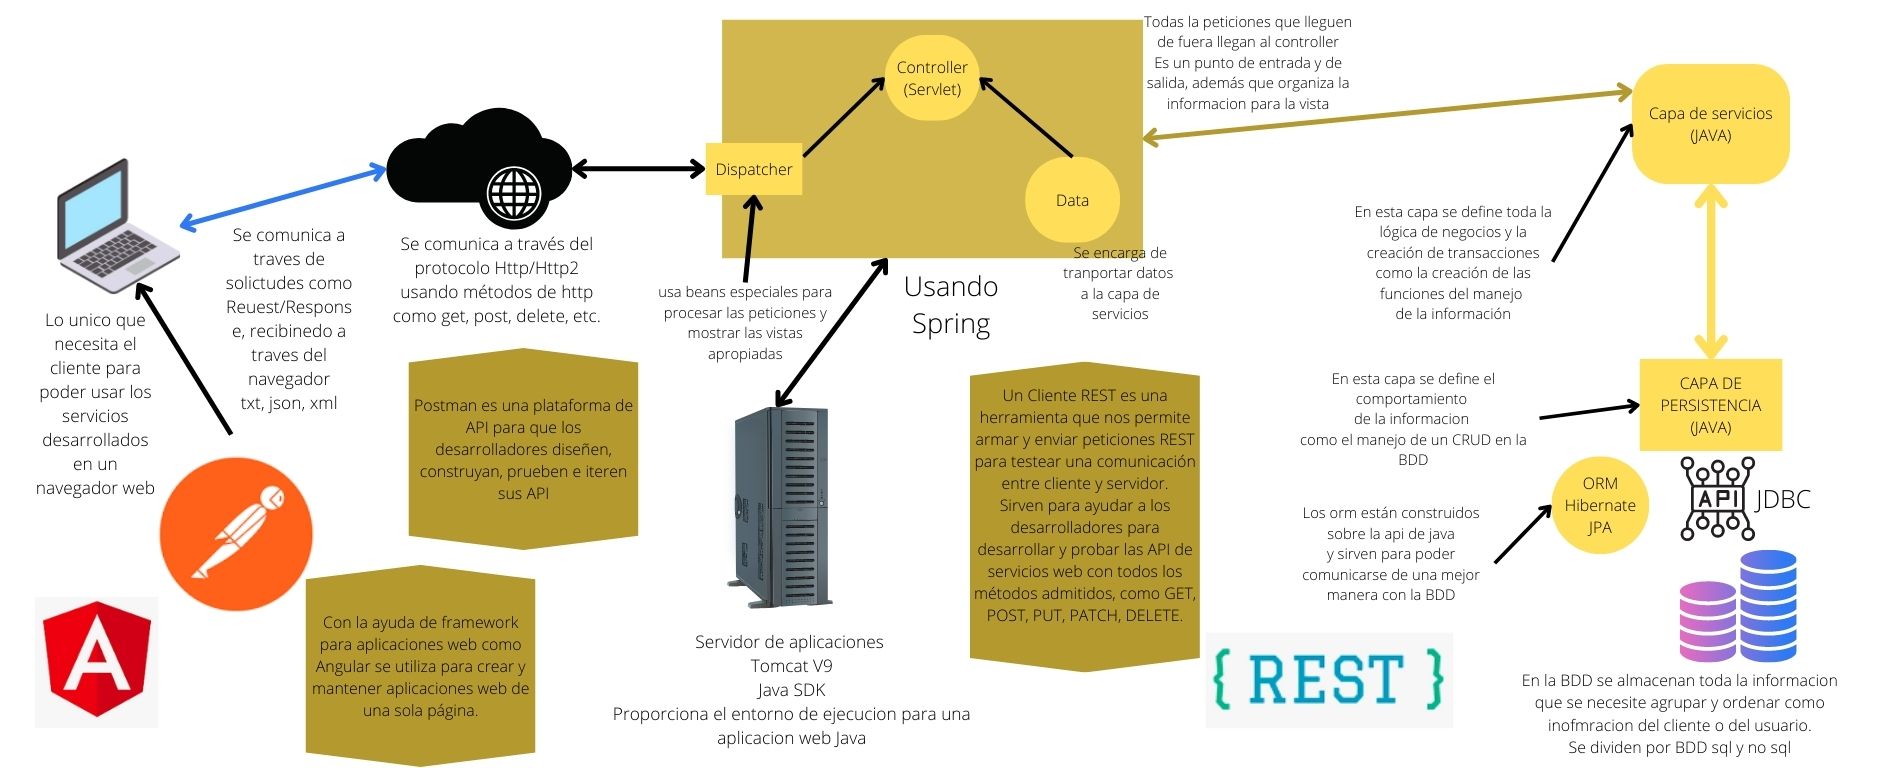 Todas la peticiones que lleguen
de fuera llegan al controller
Es un punto de entrada y de
salida, además que organiza la
informacion para la vista
Controller
(Servlet)
Dispatcher
Data
Se encarga de
tranportar datos
a la capa de
servicios
Capa de servicios
(JAVA)
En esta capa se define toda la
lógica de negocios y la
creación de transacciones
como la creación de las
funciones del manejo
de la información
Se comunica a
traves de
solictudes como
Reuest/Respons
e, recibinedo a
traves del
navegador
txt, json, xml
Se comunica a través del
protocolo Http/Http2
usando métodos de http
como get, post, delete, etc.
usa beans especiales para
procesar las peticiones y
mostrar las vistas
apropiadas
Usando
Spring
Lo unico que
necesita el
cliente para
poder usar los
servicios
desarrollados
en un
navegador web
Postman es una plataforma de
API para que los
desarrolladores diseñen,
construyan, prueben e iteren
sus API
Un Cliente REST es una
herramienta que nos permite
armar y enviar peticiones REST
para testear una comunicación
entre cliente y servidor.
Sirven para ayudar a los
desarrolladores para
desarrollar y probar las API de
servicios web con todos los
métodos admitidos, como GET,
POST, PUT, PATCH, DELETE.
En esta capa se define el
comportamiento
de la informacion
como el manejo de un CRUD en la
BDD
CAPA DE
PERSISTENCIA
(JAVA)
ORM
Hibernate
JPA
API
JDBC
Los orm están construidos
sobre la api de java
y sirven para poder
comunicarse de una mejor
manera con la BDD
A
Con la ayuda de framework
para aplicaciones web como
Angular se utiliza para crear y
mantener aplicaciones web de
una sola página.
Servidor de aplicaciones
Tomcat V9
Java SDK
Proporciona el entorno de ejecucion para una
aplicacion web Java
{ REST }
En la BDD se almacenan toda la informacion
que se necesite agrupar y ordenar como
inofmracion del cliente o del usuario.
Se dividen por BDD sql y no sql